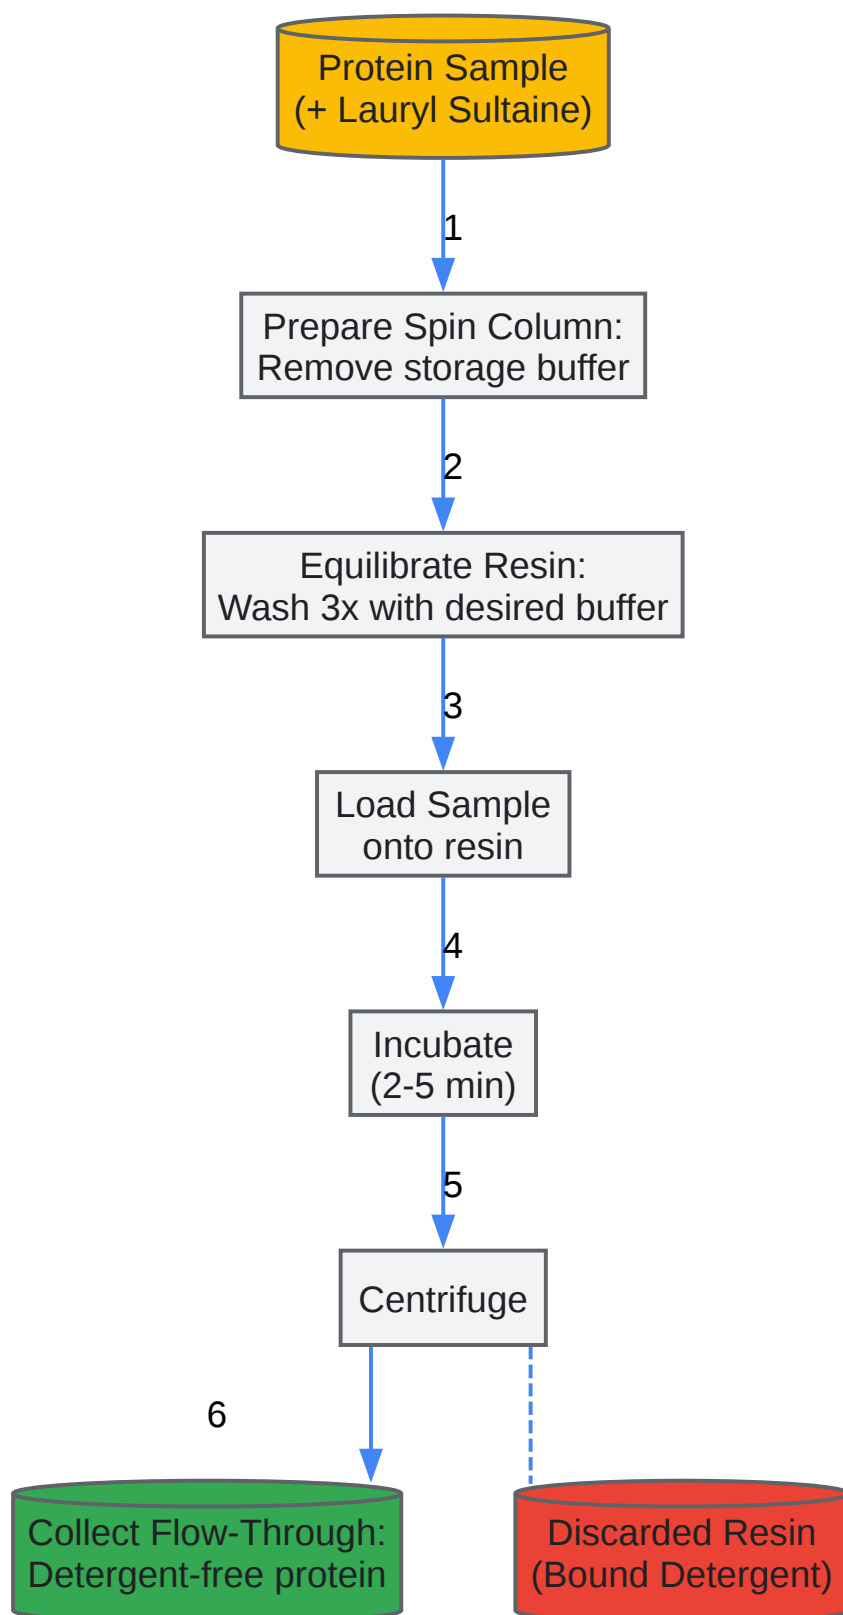 Protein Sample
(+ Lauryl Sultaine)
1
Prepare Spin Column:
Remove storage buffer
2
Equilibrate Resin:
Wash 3x with desired buffer
3
Load Sample
onto resin
4
Incubate
(2-5 min)
5
Centrifuge
6
Collect Flow-Through:
Detergent-free protein
Discarded Resin
(Bound Detergent)